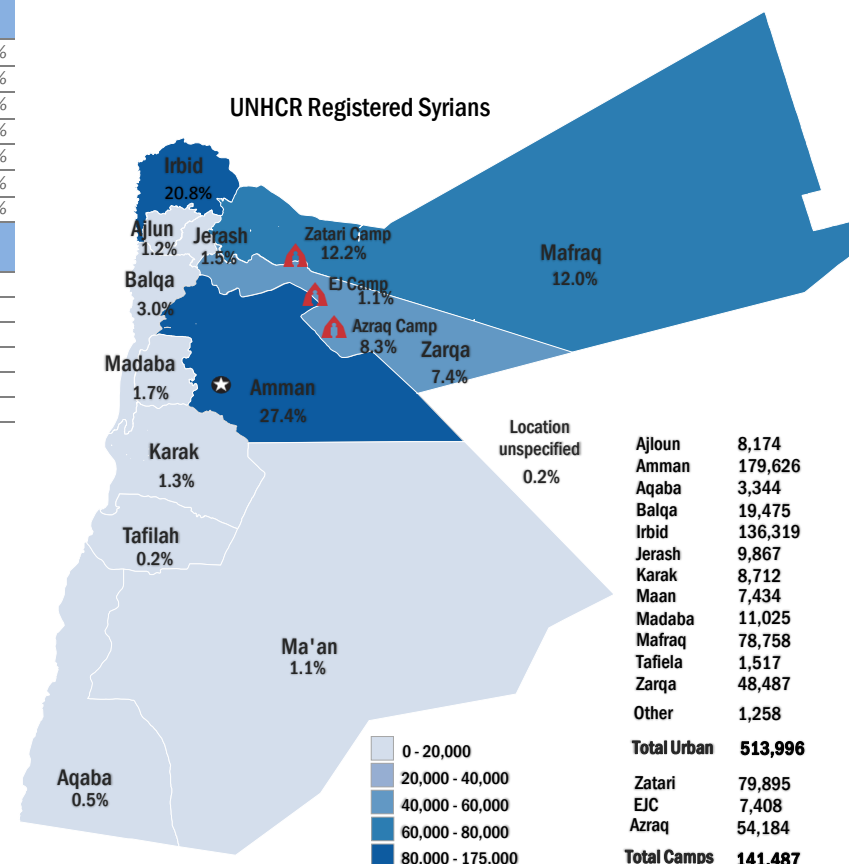 %
%
%
%
%
%
%
UNHCR Registered Syrians
Irbid
20.8%
Ajlun
1.2%
Jerash
1.5%
Zatari Camp
12.2%
Mafraq
12.0%
Balqa
3.0%
EJ Camp
1.1%
Azraq Camp
8.3%
Zarqa
7.4%
Madaba
1.7%
Amman
27.4%
Location
unspecified
0.2%
Karak
1.3%
Tafilah
0.2%
Ma'an
1.1%
Aqaba
0.5%
0 - 20,000
20,000 - 40,000
40,000 - 60,000
60,000 - 80,000
80,000 - 175,000
Ajloun 8,174
Amman 179,626
Aqaba 3,344
Balqa 19,475
Irbid 136,319
Jerash 9,867
Karak 8,712
Maan 7,434
Madaba 11,025
Mafraq 78,758
Tafiela 1,517
Zarqa 48,487
Other 1,258
Total Urban 513,996
Zatari 79,895
EJC 7,408
Azraq 54,184
Total Camps 141,487